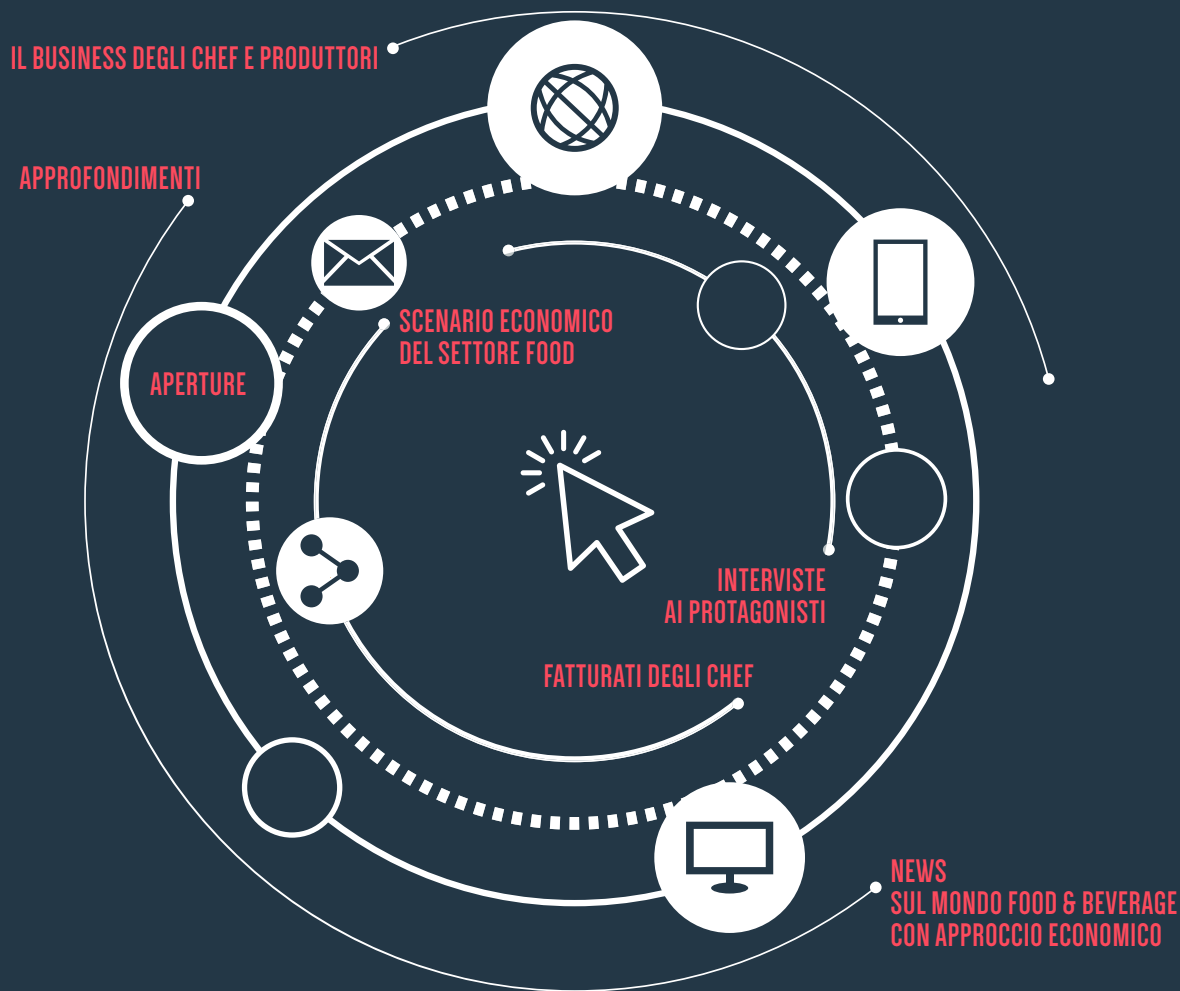 IL BUSINESS DEGLI CHEF E PRODUTTORI
APPROFONDIMENTI
SCENARIO ECONOMICO
DEL SETTORE FOOD
APERTURE
INTERVISTE
AI PROTAGONISTI
FATTURATI DEGLI CHEF
NEWS
SUL MONDO FOOD & BEVERAGE
CON APPROCCIO ECONOMICO